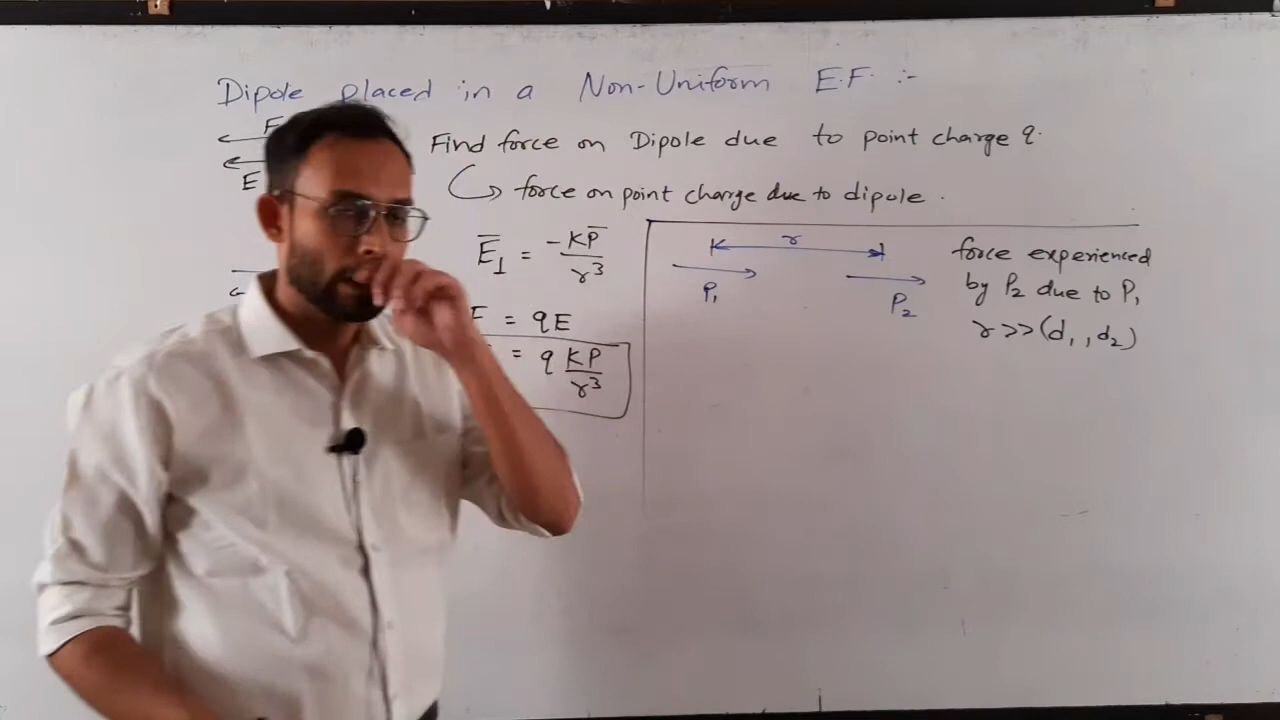 Dipole placed in a Non-Uniform E.F. :-
F
E
Find force on Dipole due to point charge q.
↳ force on point charge due to dipole.
E̅⊥ = -KP̅/r³
F = qE
= q KP/r³
r
P₁
P₂
force experienced
by P₂ due to P₁
r >> (d₁, d₂)